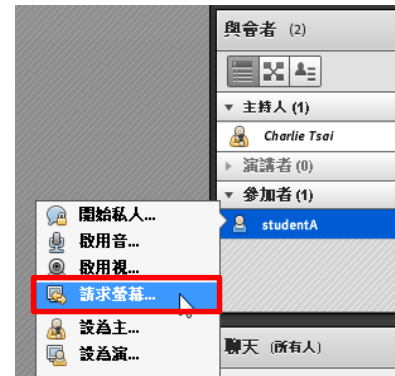 與會者 (2)
主持人 (1)
Charlie Tsai
演講者 (0)
參加者 (1)
studentA
開始私人...
啟用音...
啟用視...
請求螢幕...
設為主...
設為演...
聊天 (所有人)